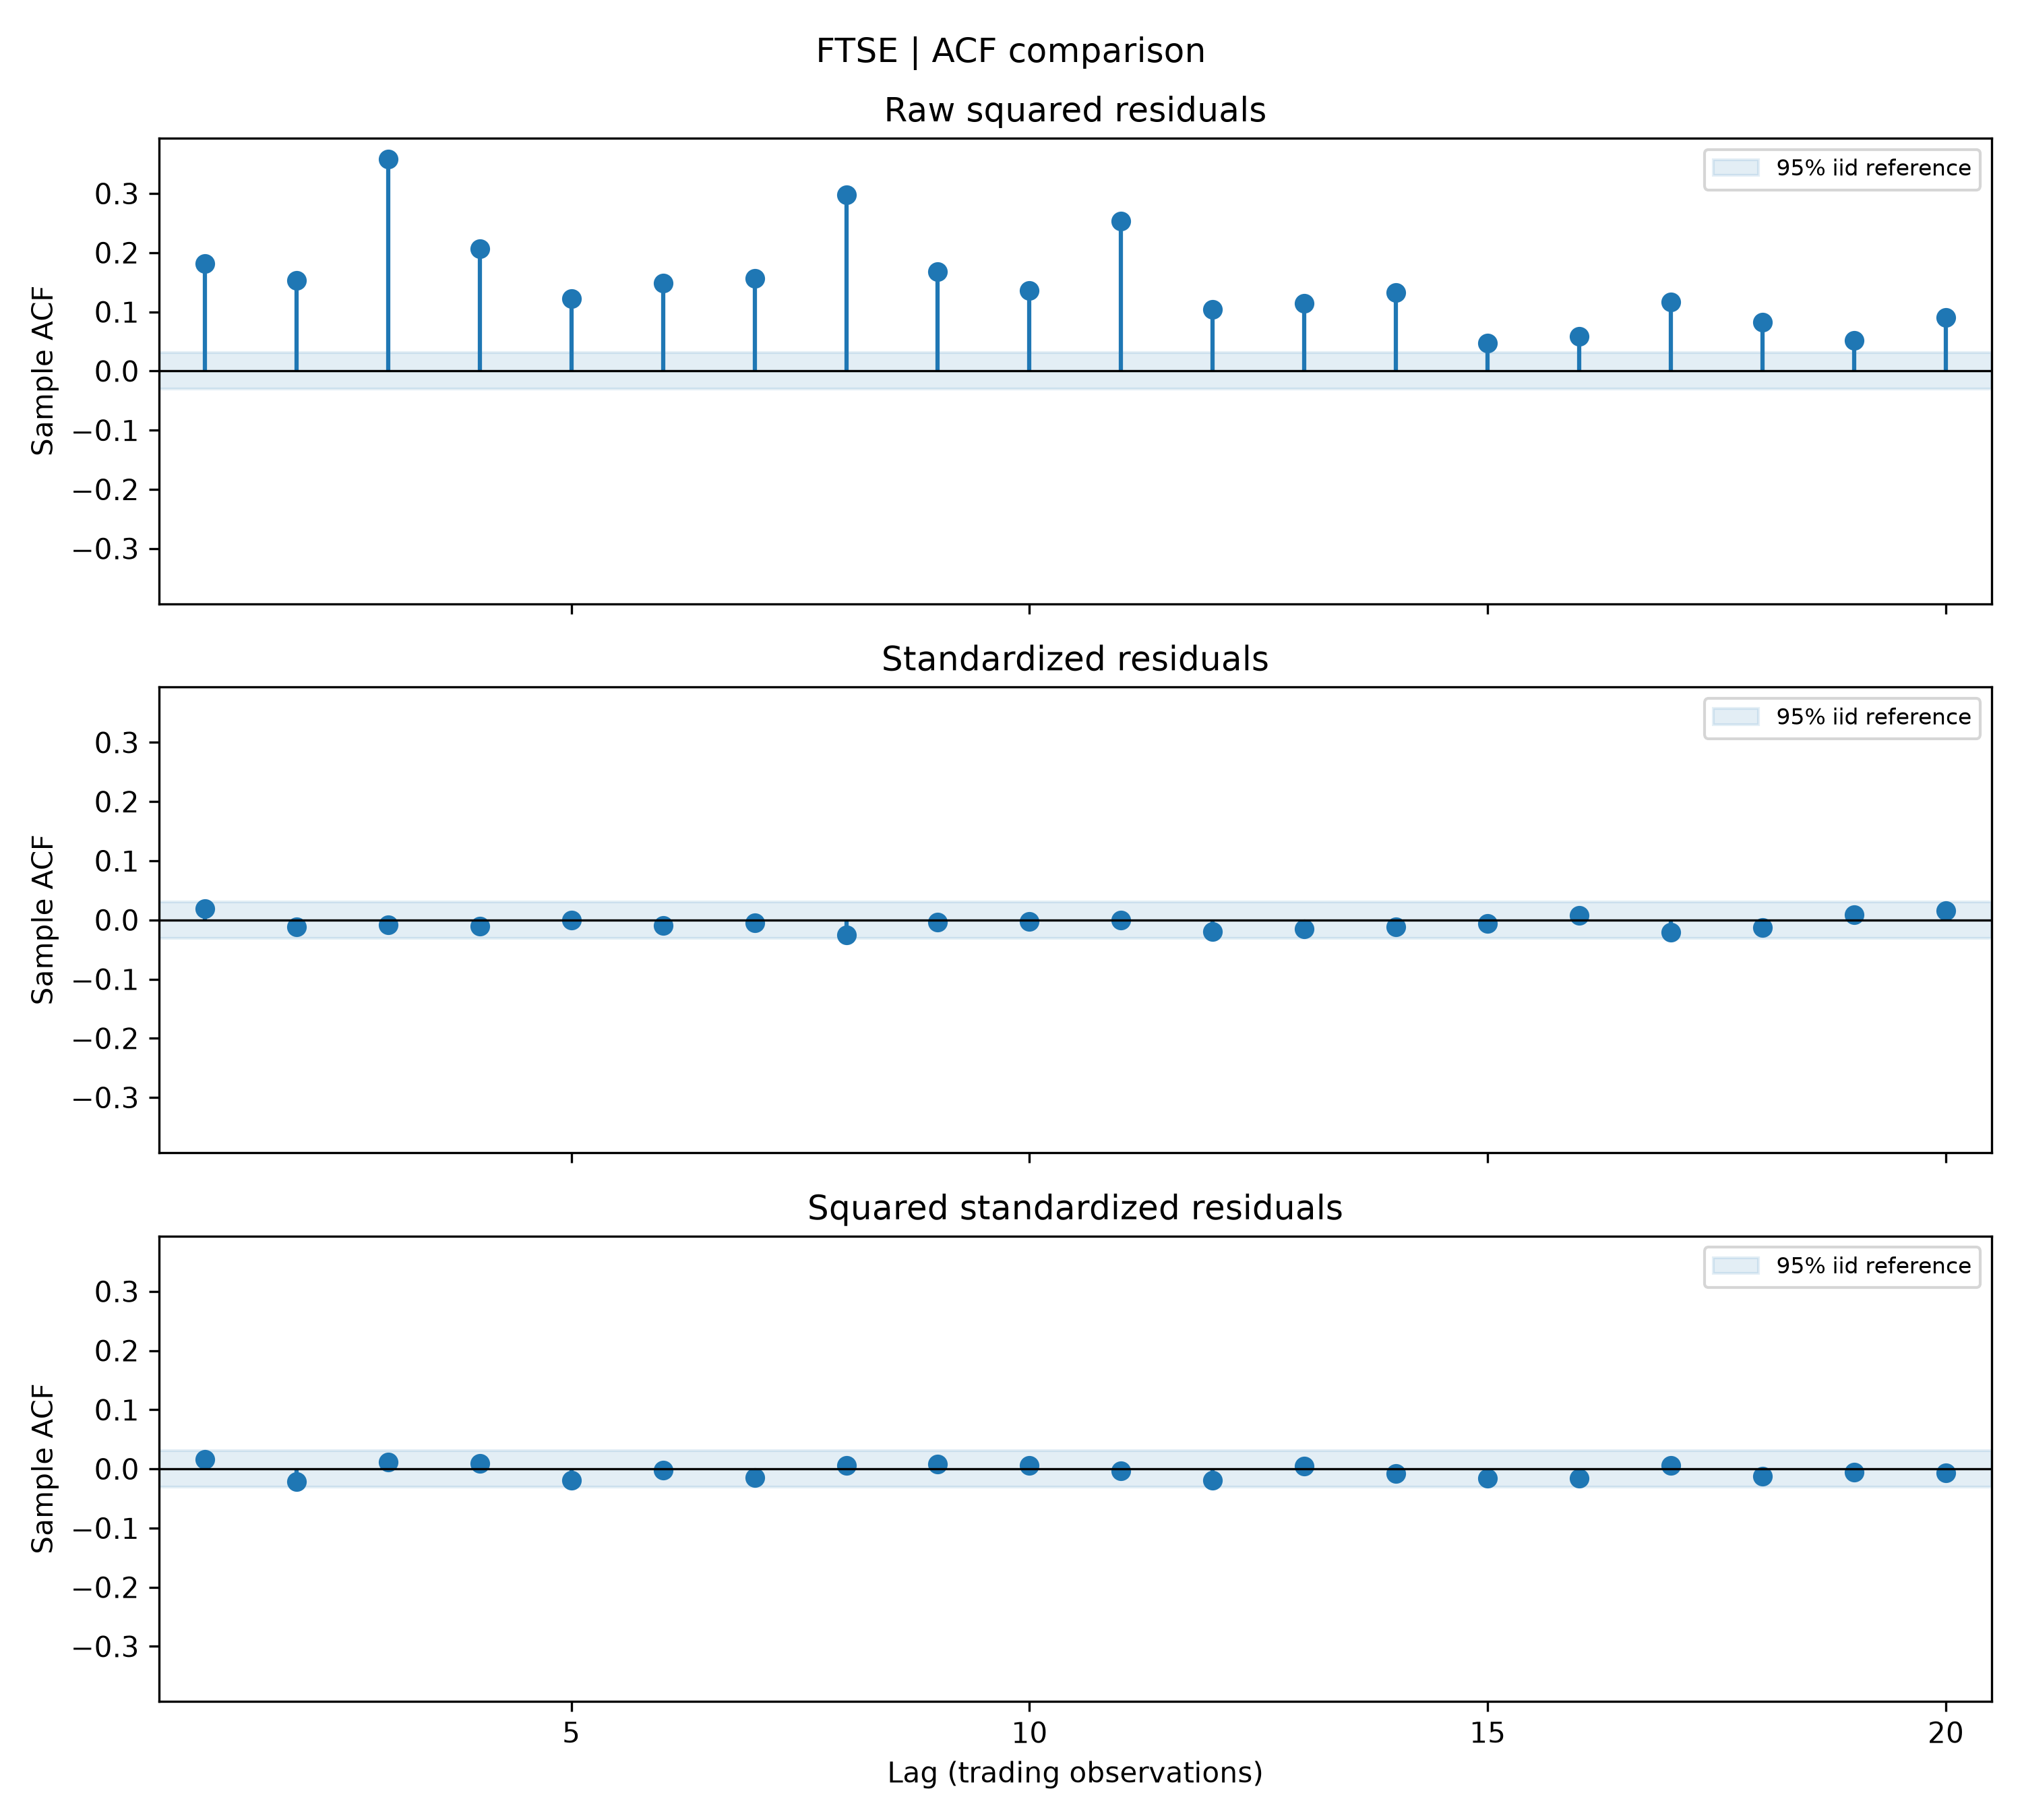 FTSE | ACF comparison
Raw squared residuals
95% iid reference
Sample ACF
0.3
0.2
0.1
0.0
−0.1
−0.2
−0.3
Standardized residuals
95% iid reference
Sample ACF
0.3
0.2
0.1
0.0
−0.1
−0.2
−0.3
Squared standardized residuals
95% iid reference
Sample ACF
0.3
0.2
0.1
0.0
−0.1
−0.2
−0.3
5 10 15 20
Lag (trading observations)